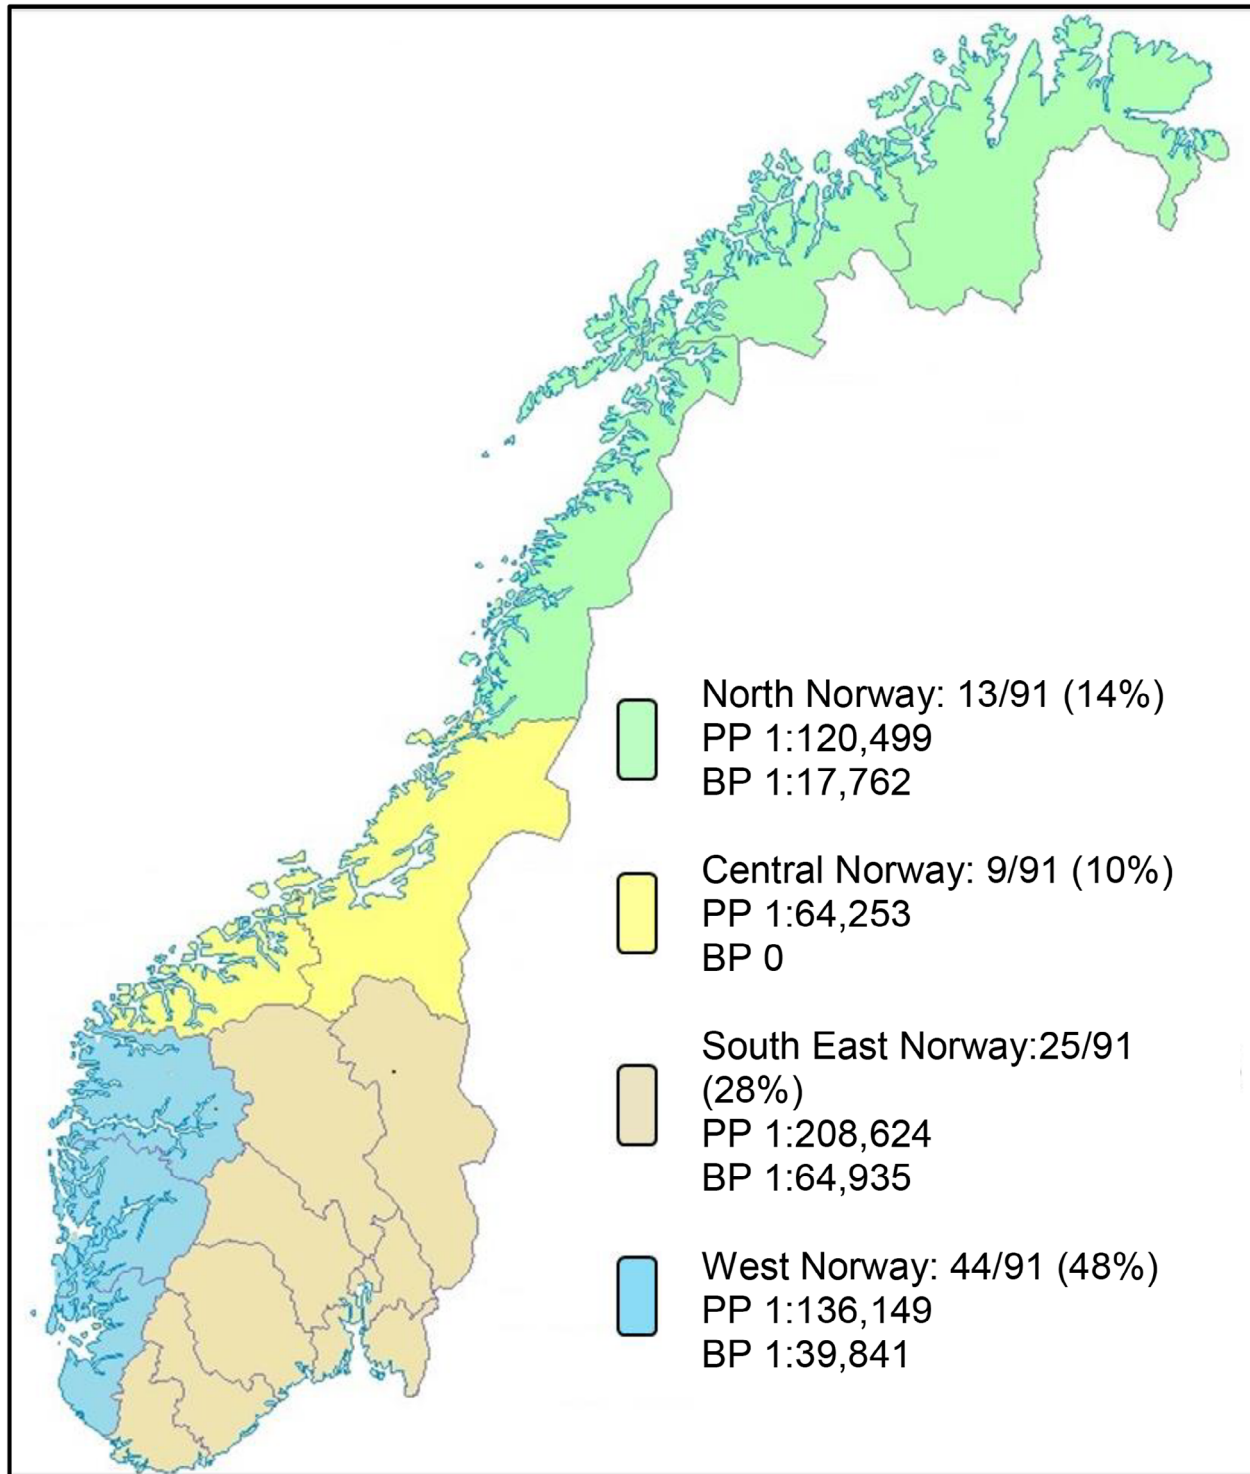 North Norway: 13/91 (14%)
PP 1:120,499
BP 1:17,762
Central Norway: 9/91 (10%)
PP 1:64,253
BP 0
South East Norway:25/91
(28%)
PP 1:208,624
BP 1:64,935
West Norway: 44/91 (48%)
PP 1:136,149
BP 1:39,841